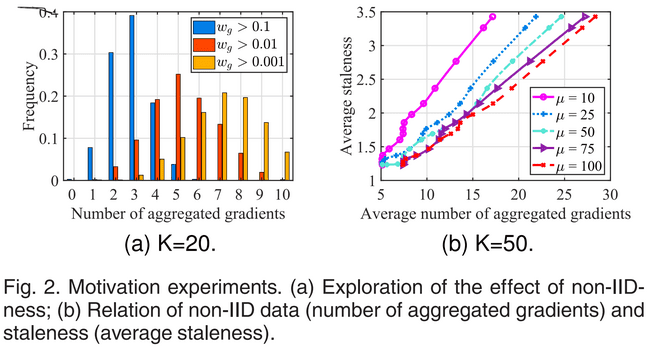 0.4
0.3
0.2
0.1
0
Frequency
w_g > 0.1
w_g > 0.01
w_g > 0.001
0 1 2 3 4 5 6 7 8 9 10
Number of aggregated gradients
(a) K=20.
3.5
3
2.5
2
1.5
1
Average staleness
μ = 10
μ = 25
μ = 50
μ = 75
μ = 100
5 10 15 20 25 30
Average number of aggregated gradients
(b) K=50.
Fig. 2. Motivation experiments. (a) Exploration of the effect of non-IID-
ness; (b) Relation of non-IID data (number of aggregated gradients) and
staleness (average staleness).